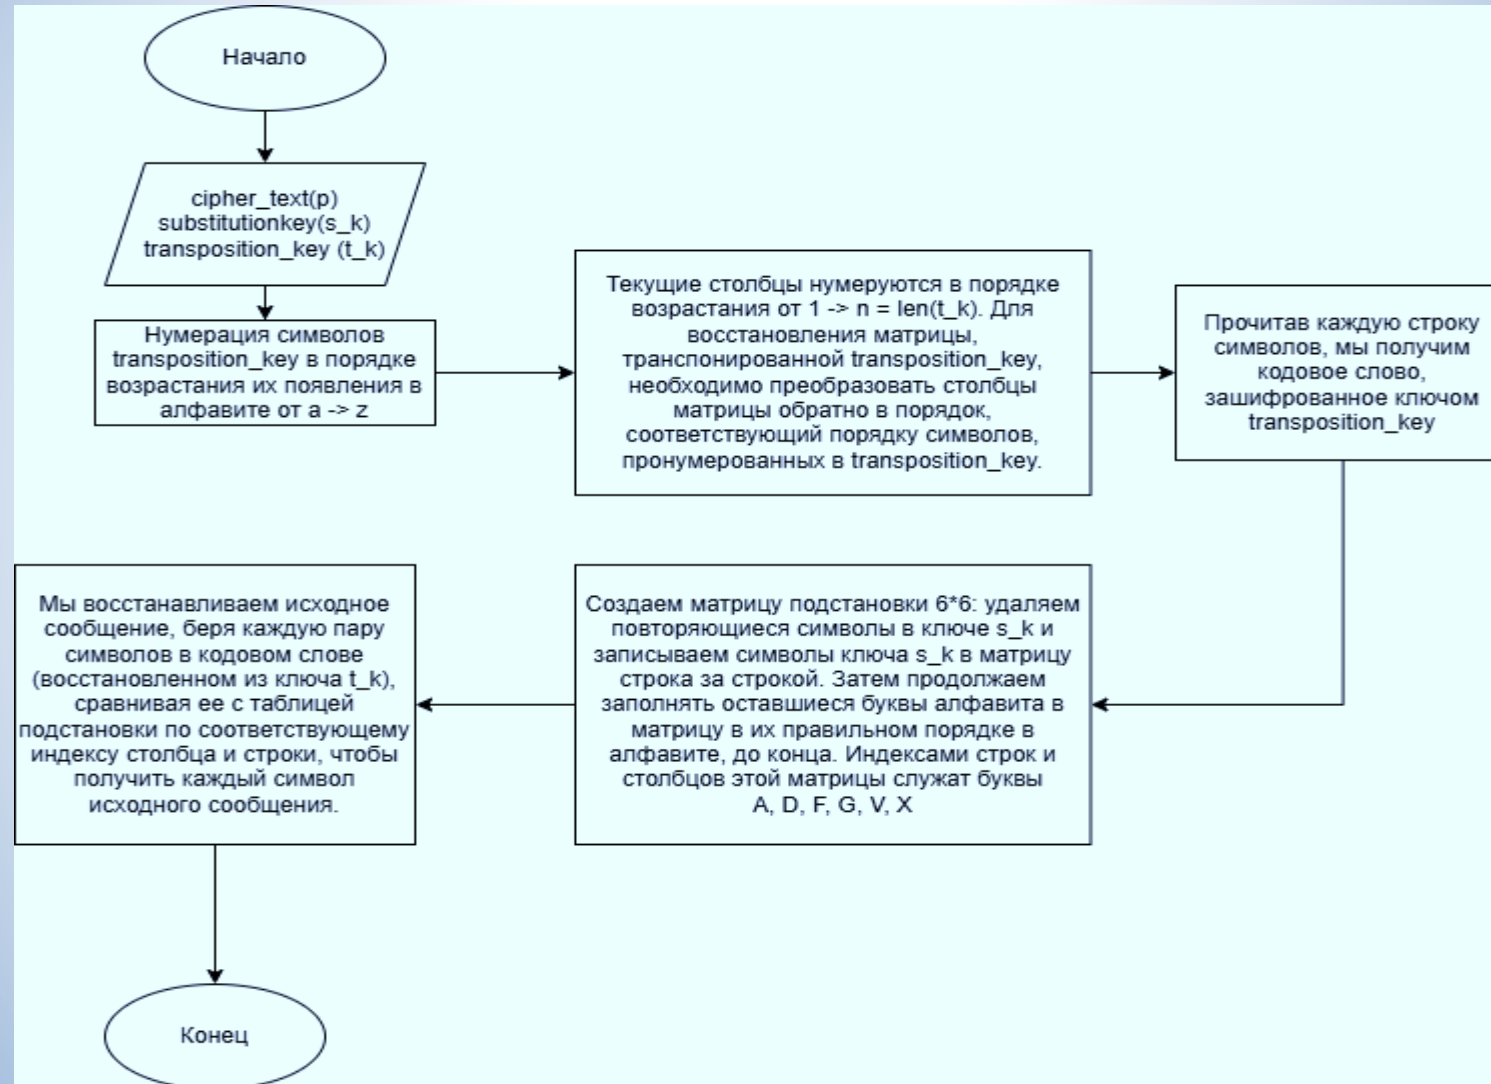 Начало
cipher_text(p)
substitutionkey(s_k)
transposition_key (t_k)
Нумерация символов
transposition_key в порядке
возрастания их появления в
алфавите от a -> z
Текущие столбцы нумеруются в порядке
возрастания от 1 -> n = len(t_k). Для
восстановления матрицы,
транспонированной transposition_key,
необходимо преобразовать столбцы
матрицы обратно в порядок,
соответствующий порядку символов,
пронумерованных в transposition_key.
Прочитав каждую строку
символов, мы получим
кодовое слово,
зашифрованное ключом
transposition_key
Создаем матрицу подстановки 6*6: удаляем
повторяющиеся символы в ключе s_k и
записываем символы ключа s_k в матрицу
строка за строкой. Затем продолжаем
заполнять оставшиеся буквы алфавита в
матрицу в их правильном порядке в
алфавите, до конца. Индексами строк и
столбцов этой матрицы служат буквы
A, D, F, G, V, X
Мы восстанавливаем исходное
сообщение, беря каждую пару
символов в кодовом слове
(восстановленном из ключа t_k),
сравнивая ее с таблицей
подстановки по соответствующему
индексу столбца и строки, чтобы
получить каждый символ
исходного сообщения.
Конец